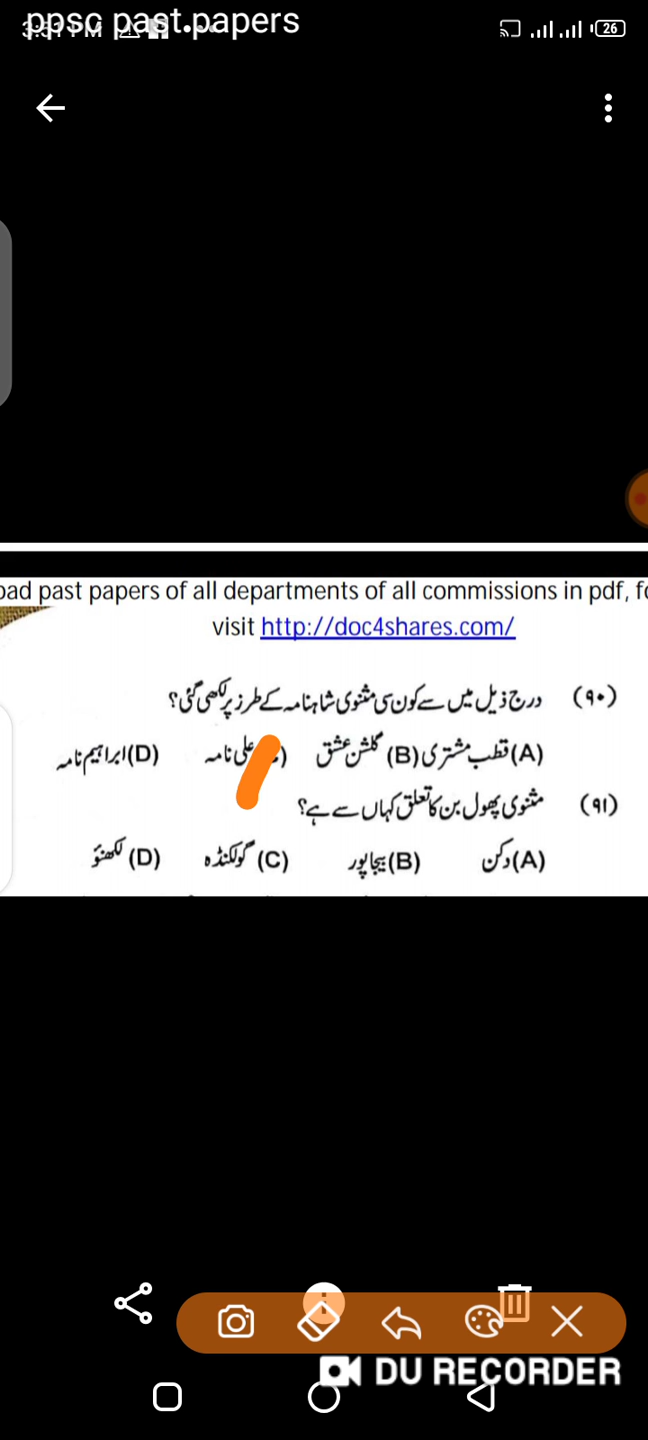 ppsc past.papers
26
oad past papers of all departments of all commissions in pdf, fo
visit http://doc4shares.com/
(۹۰) درج ذیل میں سے کون سی مثنوی شاہنامہ کے طرز پر لکھی گئی؟
(A) قطب مشتری (B) گلشن عشق ) علی نامہ (D) ابراہیم نامہ
(۹۱) مثنوی پھول بن کا تعلق کہاں سے ہے؟
(A) دکن (B) بیجاپور (C) گولکنڈہ (D) لکھنؤ
DU RECORDER